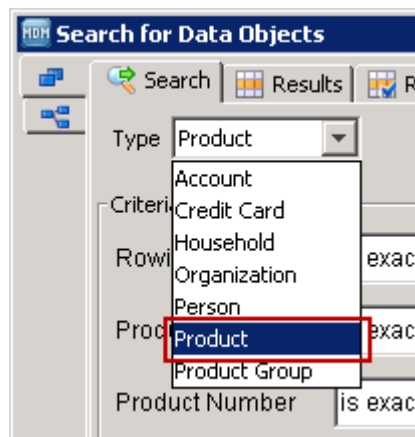 MDM Search for Data Objects
Search Results R
Type Product
Account
Criteri Credit Card
Household
Rowi exac
Organization
Person
Prod Product exac
Product Group
Product Number is exac